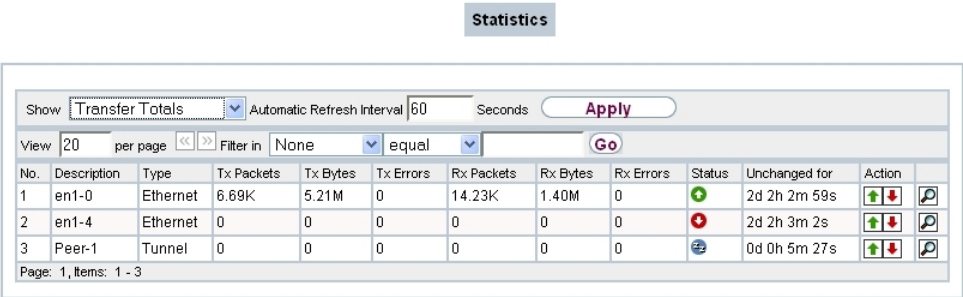 Statistics
Show Transfer Totals Automatic Refresh Interval 60 Seconds Apply
View 20 per page << >> Filter in None equal Go
No. Description Type Tx Packets Tx Bytes Tx Errors Rx Packets Rx Bytes Rx Errors Status Unchanged for Action
1 en1-0 Ethernet 6.69K 5.21M 0 14.23K 1.40M 0 2d 2h 2m 59s
2 en1-4 Ethernet 0 0 0 0 0 0 2d 2h 3m 2s
3 Peer-1 Tunnel 0 0 0 0 0 0 0d 0h 5m 27s
Page: 1, Items: 1 - 3